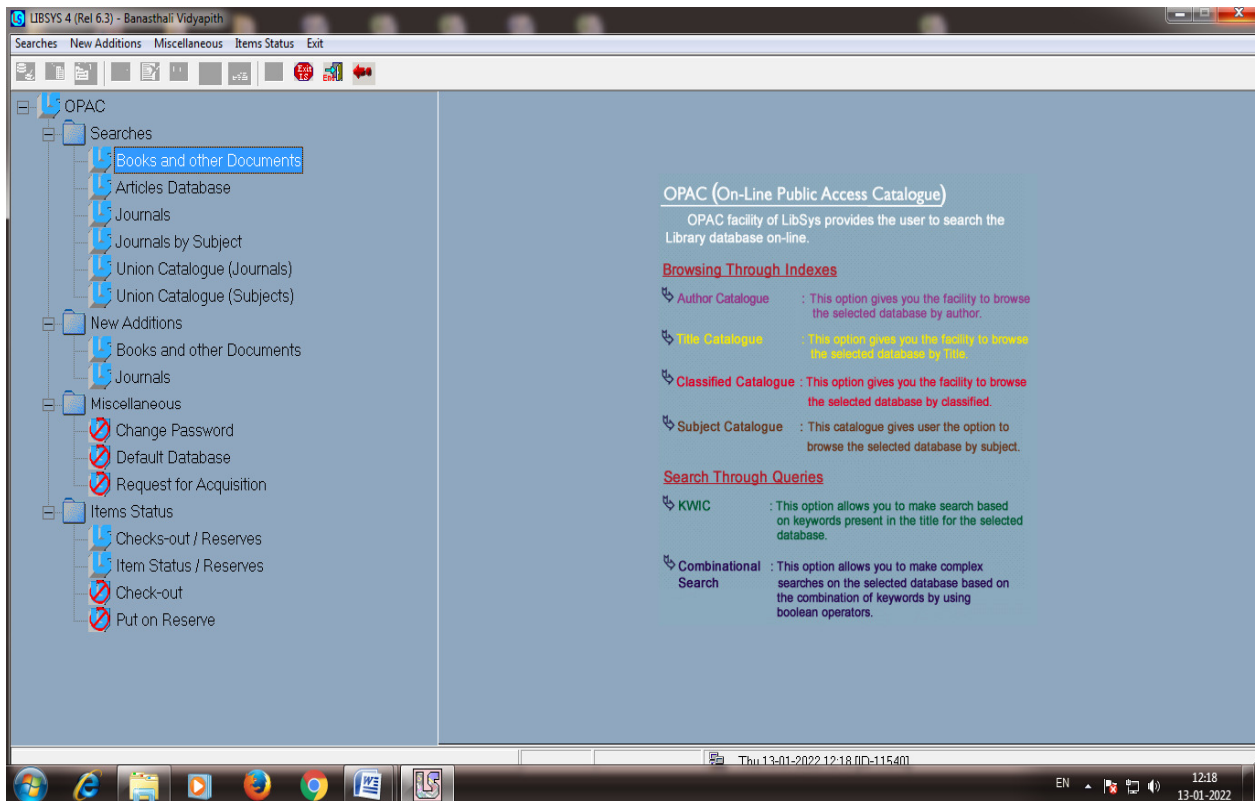 LIBSYS 4 (Rel 6.3) - Banasthali Vidyapith
Searches New Additions Miscellaneous Items Status Exit
Exit
LS
OPAC
Searches
Books and other Documents
Articles Database
Journals
Journals by Subject
Union Catalogue (Journals)
Union Catalogue (Subjects)
New Additions
Books and other Documents
Journals
Miscellaneous
Change Password
Default Database
Request for Acquisition
Items Status
Checks-out / Reserves
Item Status / Reserves
Check-out
Put on Reserve
OPAC (On-Line Public Access Catalogue)
OPAC facility of LibSys provides the user to search the
Library database on-line.
Browsing Through Indexes
Author Catalogue : This option gives you the facility to browse
the selected database by author.
Title Catalogue : This option gives you the facility to browse
the selected database by Title.
Classified Catalogue : This option gives you the facility to browse
the selected database by classified.
Subject Catalogue : This catalogue gives user the option to
browse the selected database by subject.
Search Through Queries
KWIC : This option allows you to make search based
on keywords present in the title for the selected
database.
Combinational : This option allows you to make complex
Search searches on the selected database based on
the combination of keywords by using
boolean operators.
Thu 13-01-2022 12:18 [ID-11540]
EN 12:18
13-01-2022